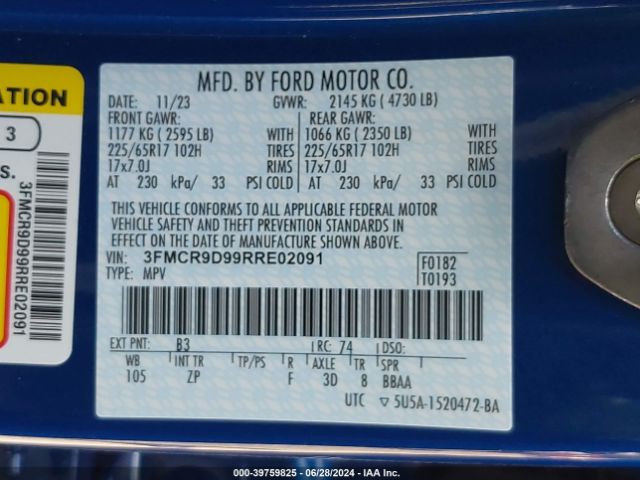 ATION
3
s.
3FMCR9D99RRE02091
MFD. BY FORD MOTOR CO.
DATE: 11/23 GVWR: 2145 KG ( 4730 LB)
FRONT GAWR: REAR GAWR:
1177 KG ( 2595 LB) WITH 1066 KG ( 2350 LB) WITH
225/65R17 102H TIRES 225/65R17 102H TIRES
17x7.0J RIMS 17x7.0J RIMS
AT 230 kPa/ 33 PSI COLD AT 230 kPa/ 33 PSI COLD
THIS VEHICLE CONFORMS TO ALL APPLICABLE FEDERAL MOTOR
VEHICLE SAFETY AND THEFT PREVENTION STANDARDS IN
EFFECT ON THE DATE OF MANUFACTURE SHOWN ABOVE.
VIN: 3FMCR9D99RRE02091 F0182
TYPE: MPV T0193
EXT PNT: B3 RC: 74 DSO:
WB INT TR TP/PS R AXLE TR SPR
105 ZP F 3D 8 BBAA
UTC ▽ 5U5A-1520472-BA
000-39759825 - 06/28/2024 - IAA Inc.